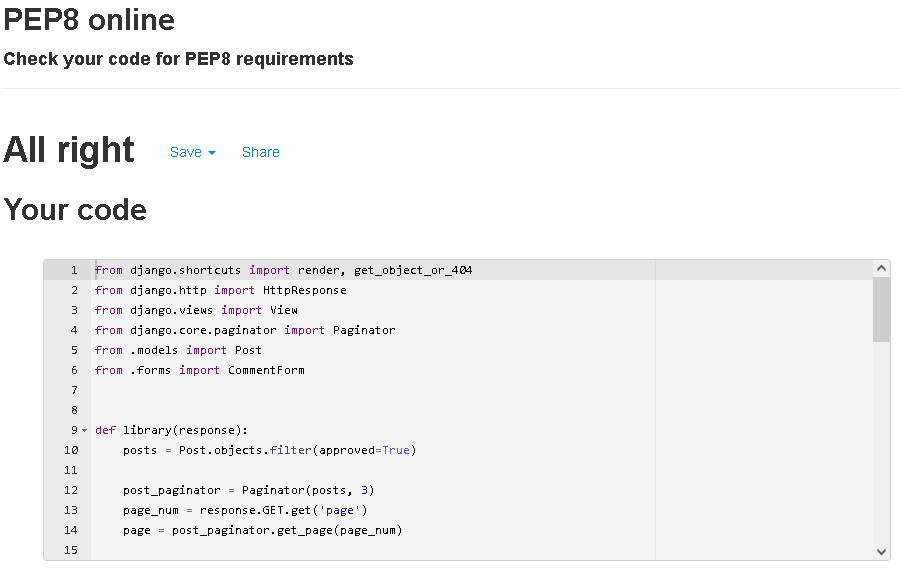 PEP8 online
Check your code for PEP8 requirements
All right Save Share
Your code
1 from django.shortcuts import render, get_object_or_404
2 from django.http import HttpResponse
3 from django.views import View
4 from django.core.paginator import Paginator
5 from .models import Post
6 from .forms import CommentForm
7
8
9 def library(response):
10     posts = Post.objects.filter(approved=True)
11
12     post_paginator = Paginator(posts, 3)
13     page_num = response.GET.get('page')
14     page = post_paginator.get_page(page_num)
15